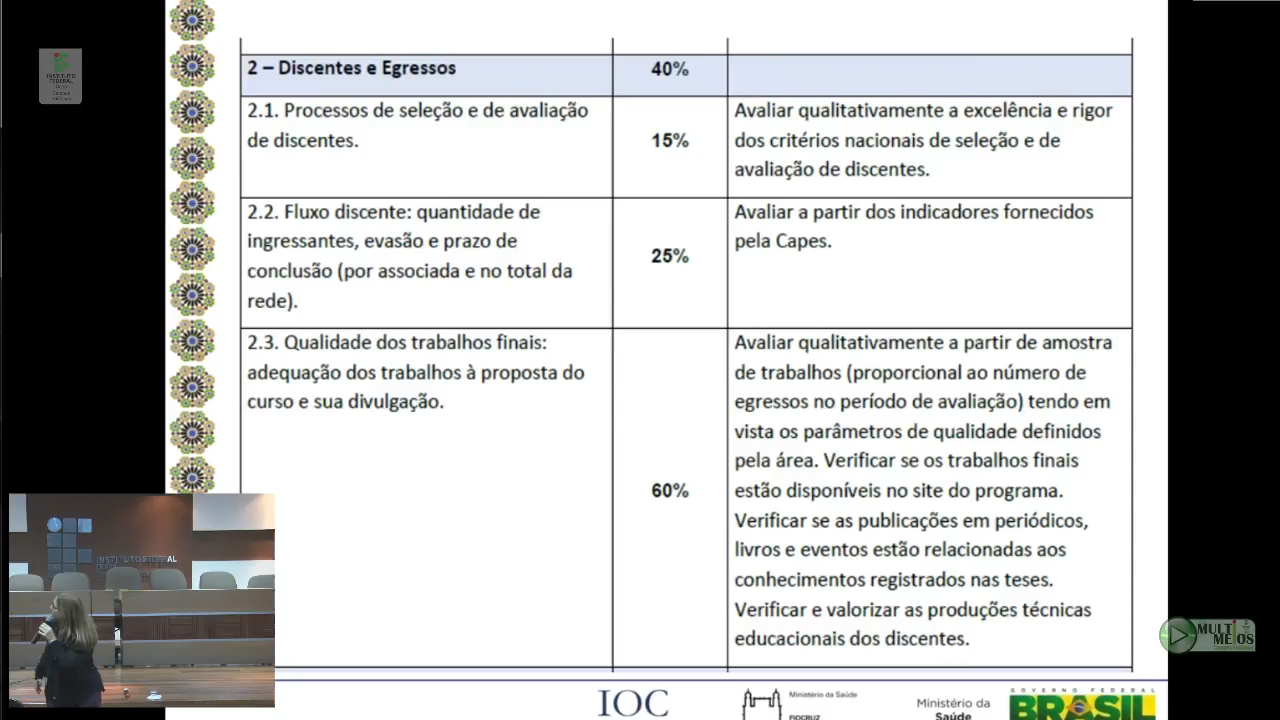 2 – Discentes e Egressos 40%
2.1. Processos de seleção e de avaliação
de discentes.
15%
Avaliar qualitativamente a excelência e rigor
dos critérios nacionais de seleção e de
avaliação de discentes.
2.2. Fluxo discente: quantidade de
ingressantes, evasão e prazo de
conclusão (por associada e no total da
rede).
25%
Avaliar a partir dos indicadores fornecidos
pela Capes.
2.3. Qualidade dos trabalhos finais:
adequação dos trabalhos à proposta do
curso e sua divulgação.
60%
Avaliar qualitativamente a partir de amostra
de trabalhos (proporcional ao número de
egressos no período de avaliação) tendo em
vista os parâmetros de qualidade definidos
pela área. Verificar se os trabalhos finais
estão disponíveis no site do programa.
Verificar se as publicações em periódicos,
livros e eventos estão relacionadas aos
conhecimentos registrados nas teses.
Verificar e valorizar as produções técnicas
educacionais dos discentes.
INSTITUTO
FEDERAL
INSTITUTO FEDERAL
IOC
Ministério da Saúde
FIOCRUZ
Ministério da
Saúde
GOVERNO FEDERAL
BRASIL
MULTI
MEIOS